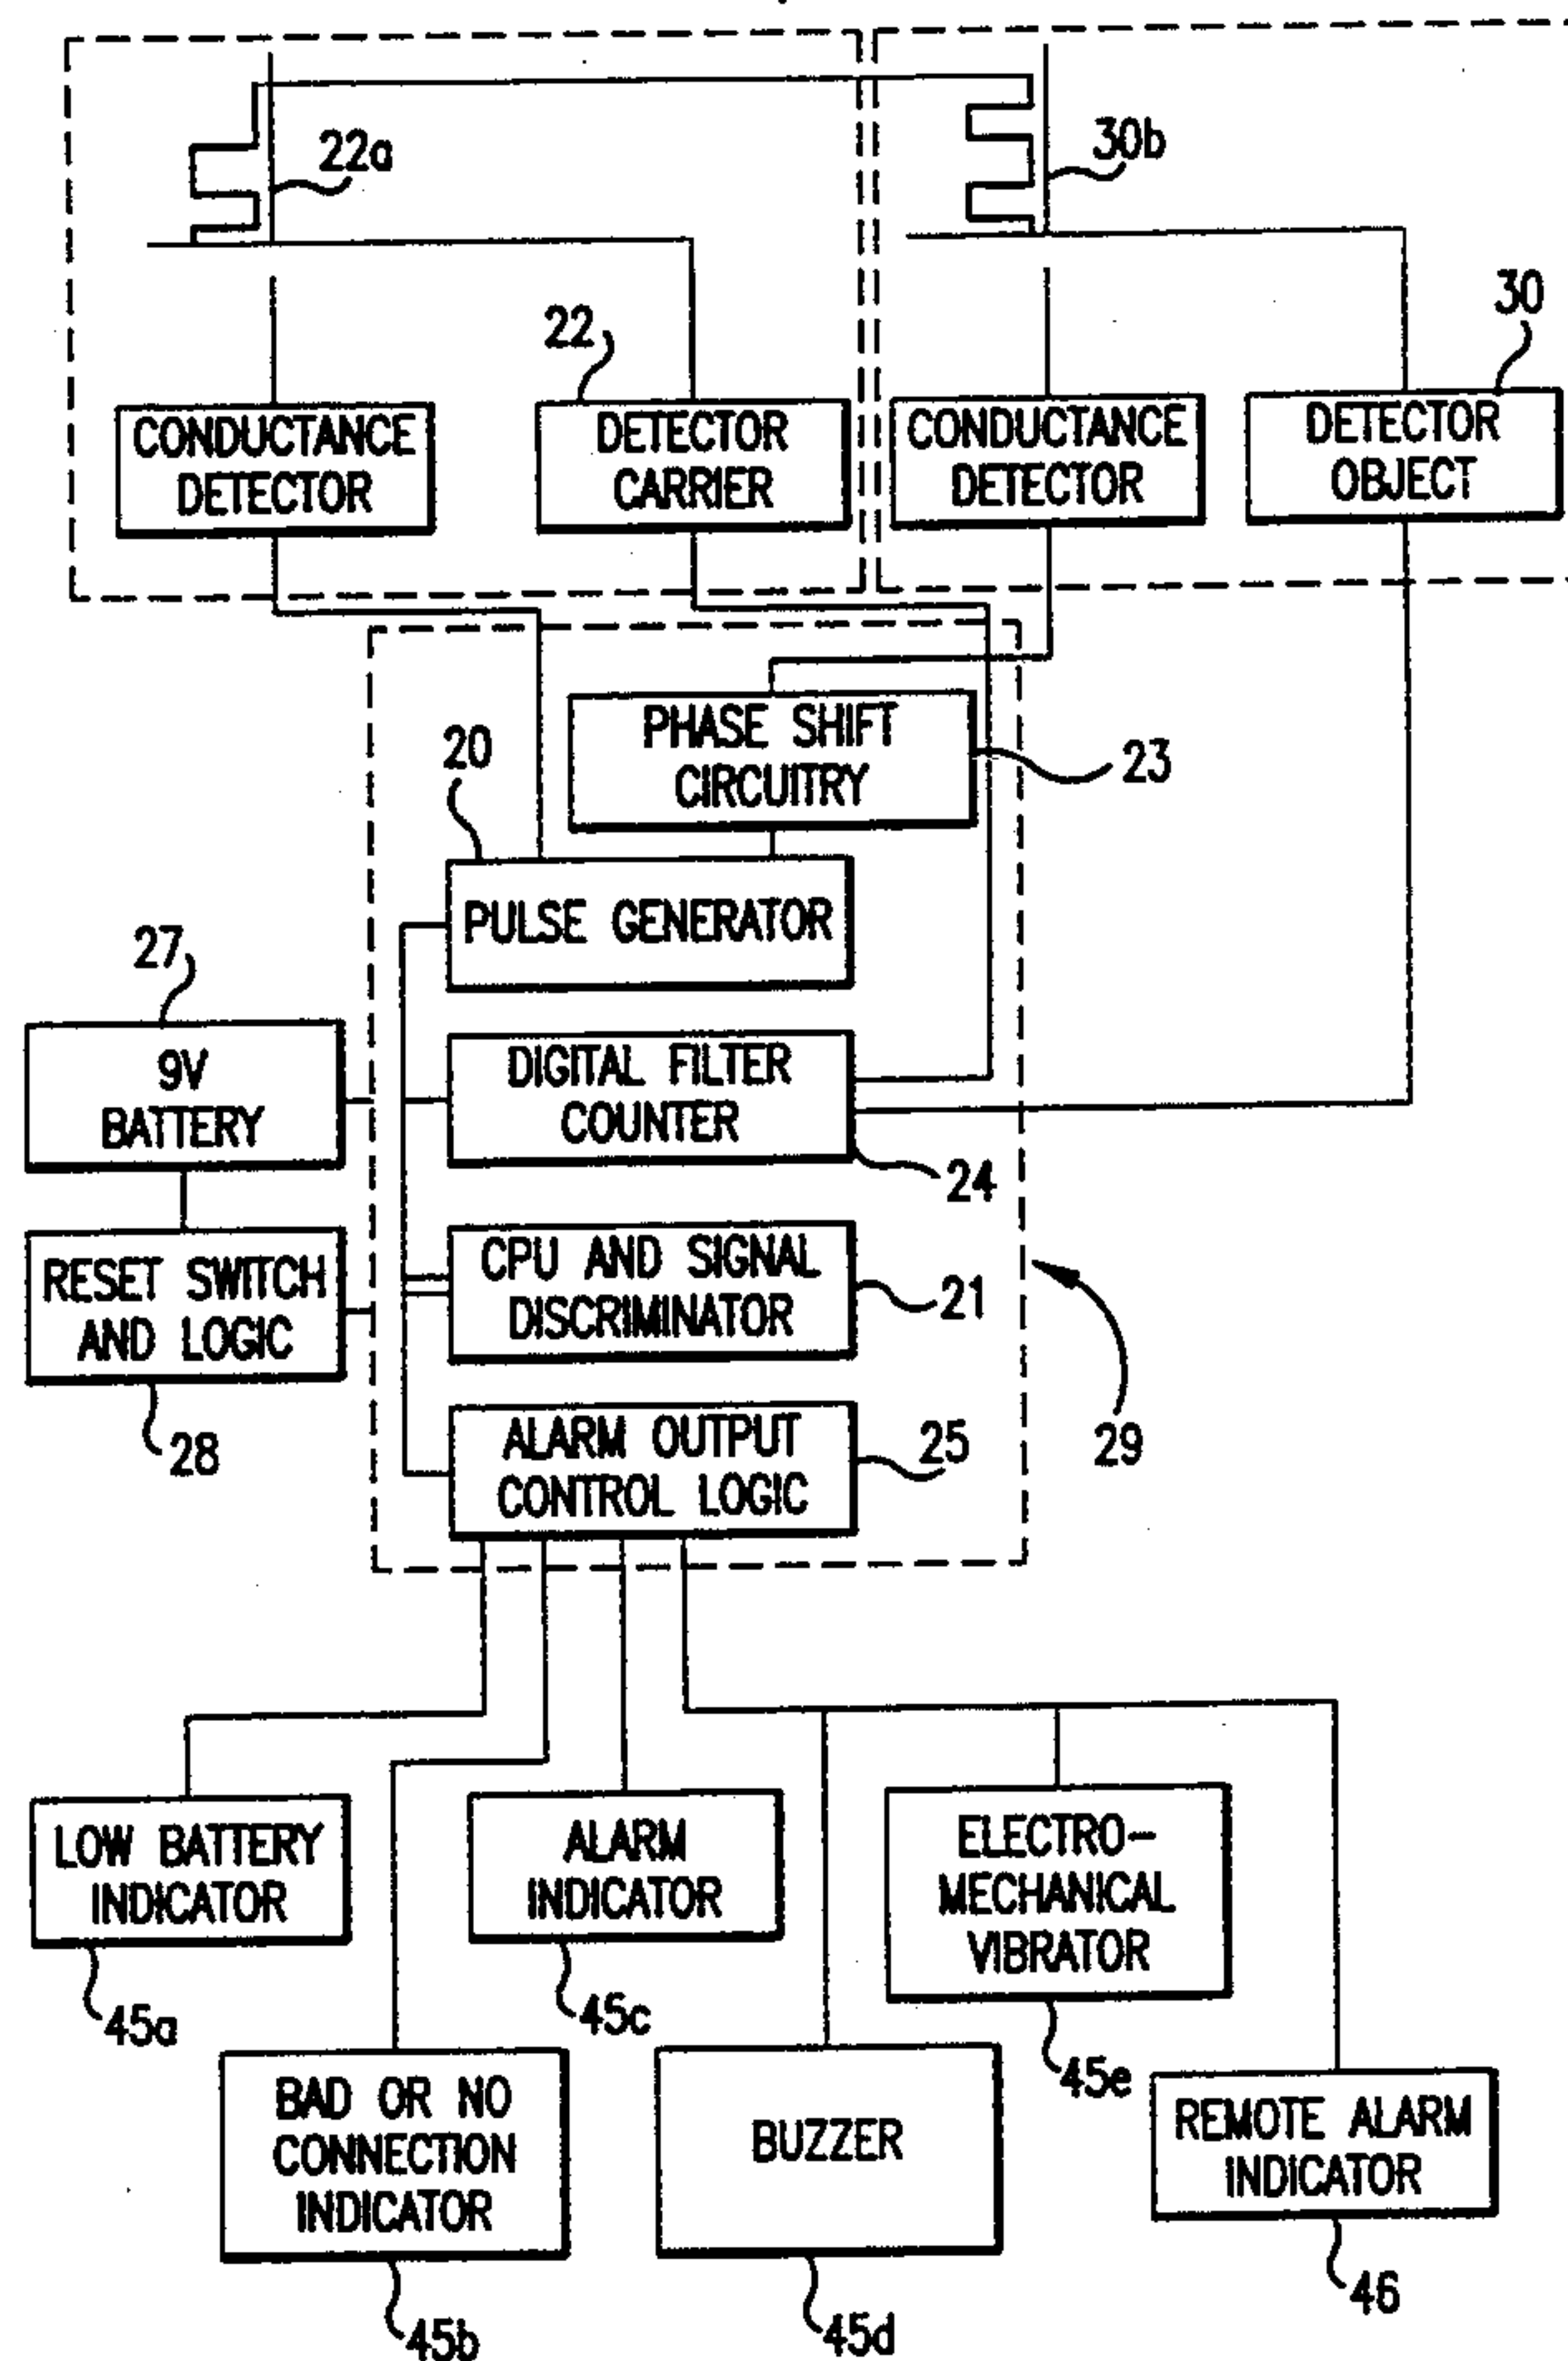 22a
30b
22
30
CONDUCTANCE
DETECTOR
DETECTOR
CARRIER
CONDUCTANCE
DETECTOR
DETECTOR
OBJECT
PHASE SHIFT
CIRCUITRY
23
20
PULSE GENERATOR
27
9V
BATTERY
DIGITAL FILTER
COUNTER
24
RESET SWITCH
AND LOGIC
28
CPU AND SIGNAL
DISCRIMINATOR
21
29
ALARM OUTPUT
CONTROL LOGIC
25
LOW BATTERY
INDICATOR
45a
ALARM
INDICATOR
45c
ELECTRO-
MECHANICAL
VIBRATOR
45e
BAD OR NO
CONNECTION
INDICATOR
45b
BUZZER
45d
REMOTE ALARM
INDICATOR
46